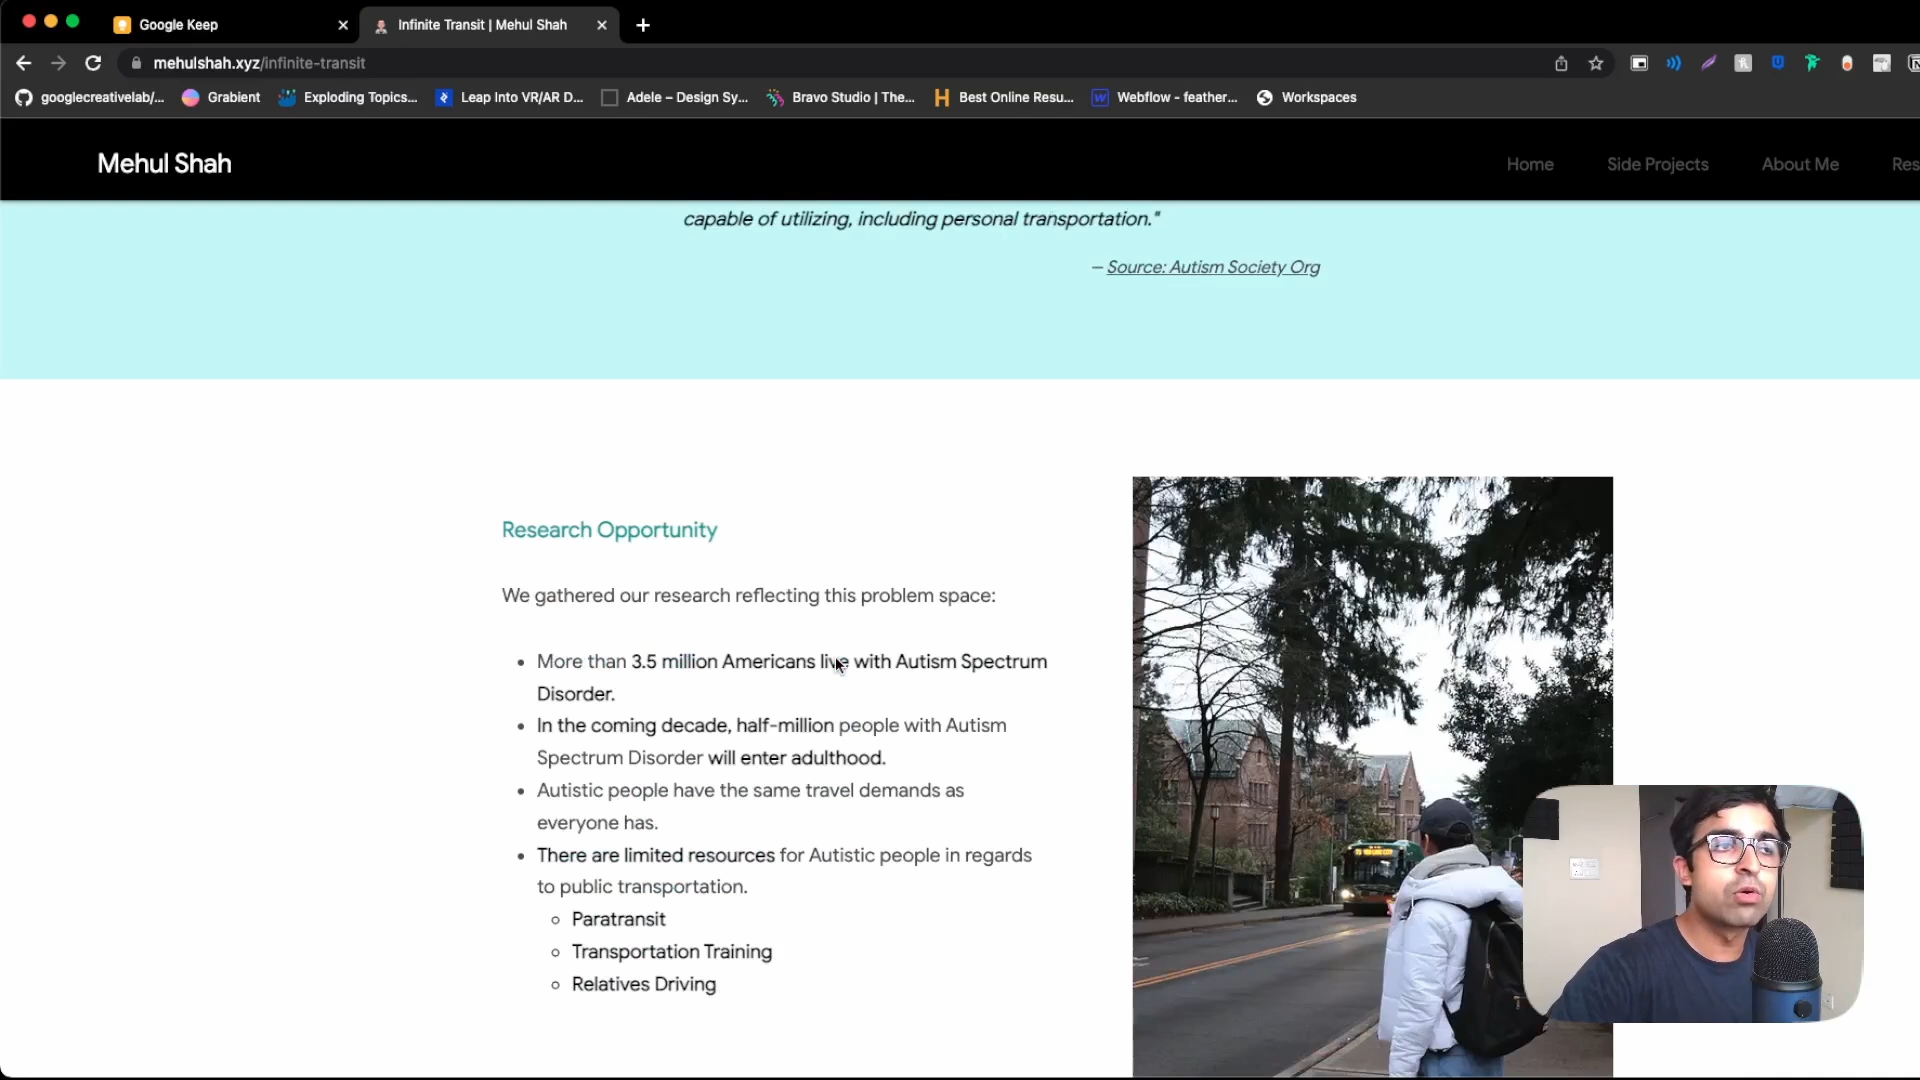 Google Keep
Infinite Transit | Mehul Shah
mehulshah.xyz/infinite-transit
googlecreativelab/...
Grabient
Exploding Topics...
Leap Into VR/AR D...
Adele – Design Sy...
Bravo Studio | The...
Best Online Resu...
Webflow - feather...
Workspaces
Mehul Shah
Home
Side Projects
About Me
Res
capable of utilizing, including personal transportation."
– Source: Autism Society Org
Research Opportunity
We gathered our research reflecting this problem space:
• More than 3.5 million Americans live with Autism Spectrum
Disorder.
• In the coming decade, half-million people with Autism
Spectrum Disorder will enter adulthood.
• Autistic people have the same travel demands as
everyone has.
• There are limited resources for Autistic people in regards
to public transportation.
○ Paratransit
○ Transportation Training
○ Relatives Driving